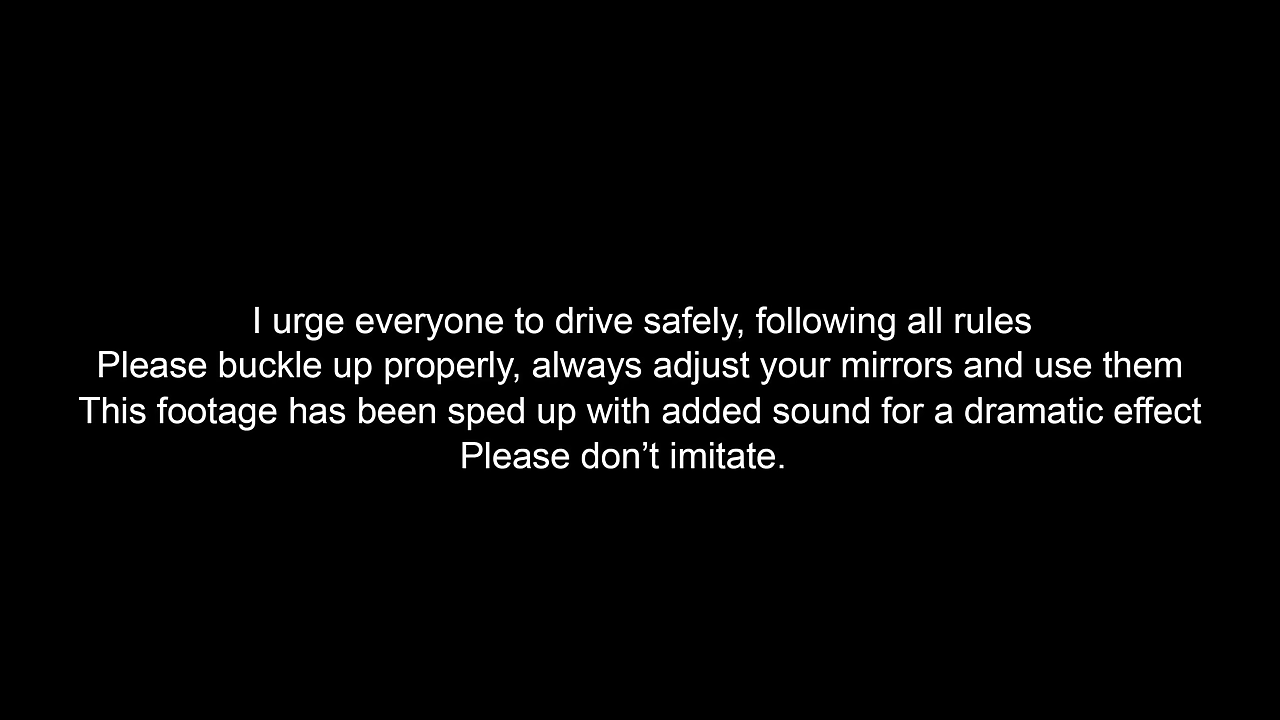 I urge everyone to drive safely, following all rules
Please buckle up properly, always adjust your mirrors and use them
This footage has been sped up with added sound for a dramatic effect
Please don’t imitate.